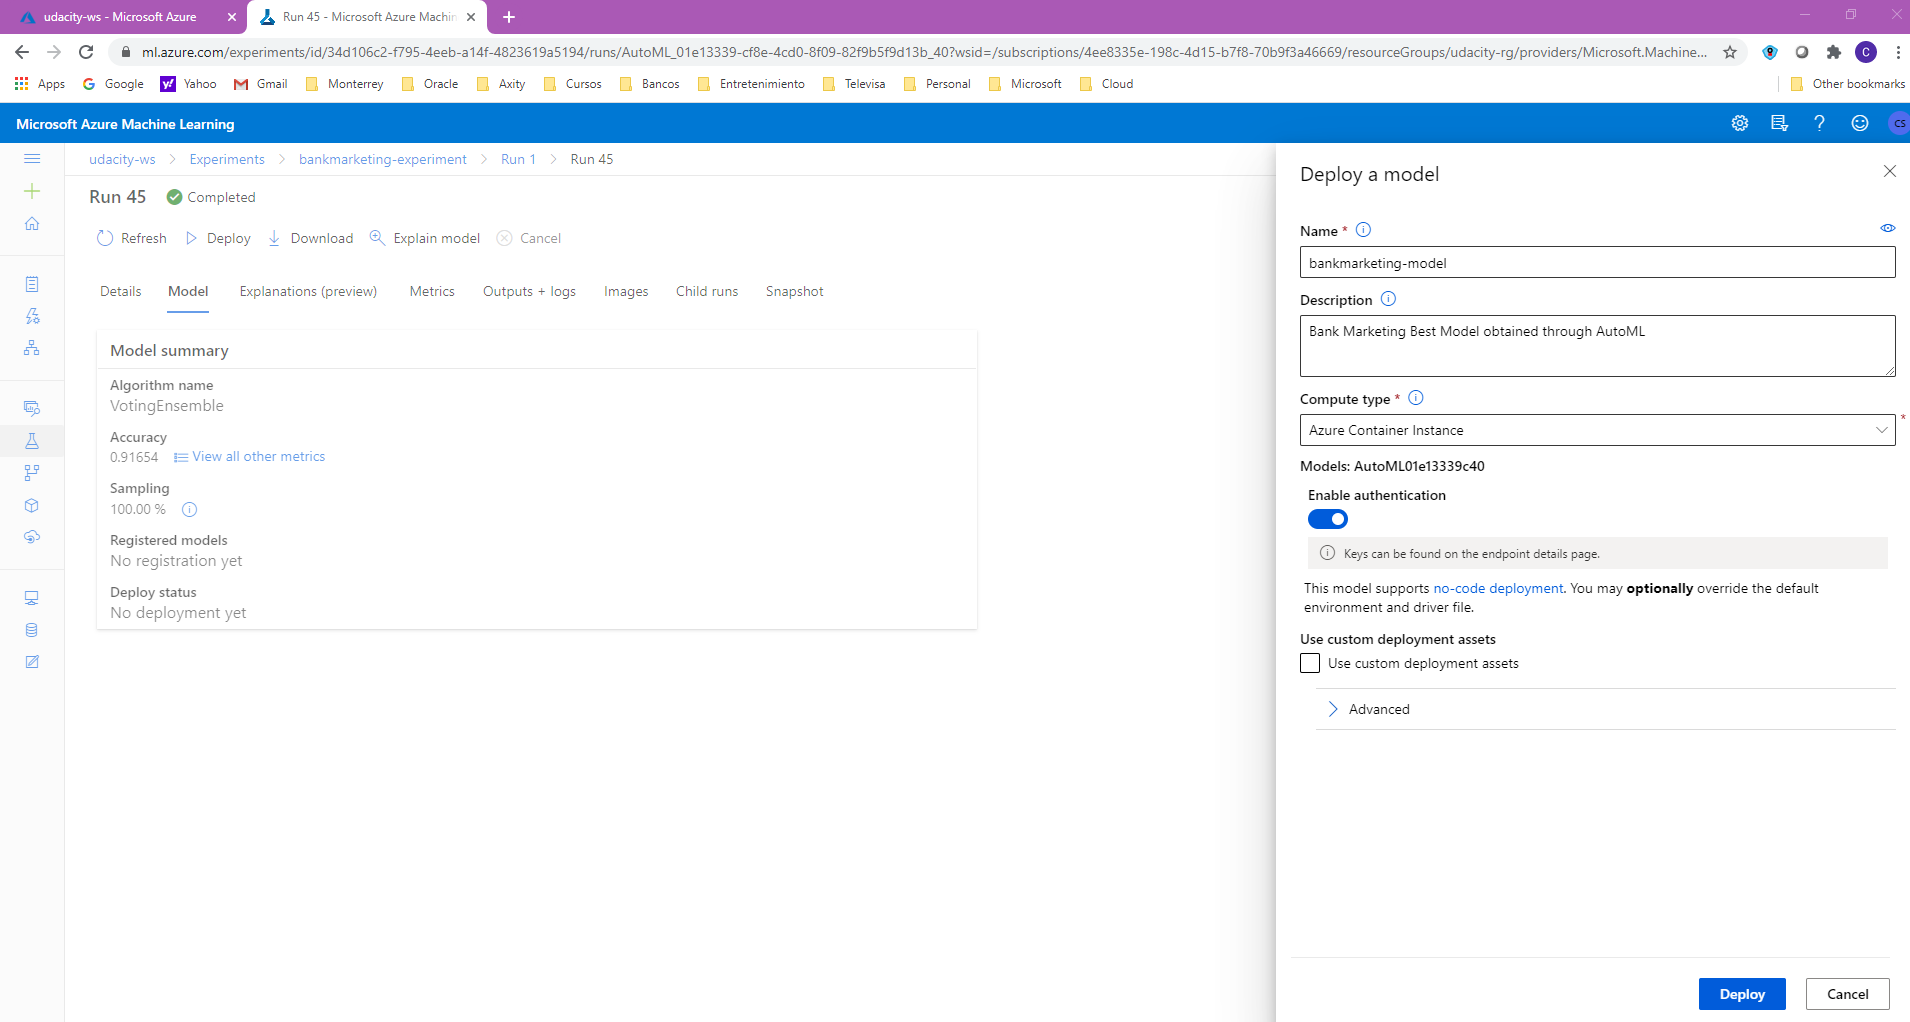 udacity-ws - Microsoft Azure
Run 45 - Microsoft Azure Machin
ml.azure.com/experiments/id/34d106c2-f795-4eeb-a14f-4823619a5194/runs/AutoML_01e13339-cf8e-4cd0-8f09-82f9b5f9d13b_40?wsid=/subscriptions/4ee8335e-198c-4d15-b7f8-70b9f3a46669/resourceGroups/udacity-rg/providers/Microsoft.Machine...
C
Apps Google Yahoo Gmail Monterrey Oracle Axity Cursos Bancos Entretenimiento Televisa Personal Microsoft Cloud Other bookmarks
Microsoft Azure Machine Learning
CS
udacity-ws > Experiments > bankmarketing-experiment > Run 1 > Run 45
Run 45 Completed
Refresh Deploy Download Explain model Cancel
Details Model Explanations (preview) Metrics Outputs + logs Images Child runs Snapshot
Model summary
Algorithm name
VotingEnsemble
Accuracy
0.91654 View all other metrics
Sampling
100.00 %
Registered models
No registration yet
Deploy status
No deployment yet
Deploy a model
Name *
bankmarketing-model
Description
Bank Marketing Best Model obtained through AutoML
Compute type *
Azure Container Instance
*
Models: AutoML01e13339c40
Enable authentication
Keys can be found on the endpoint details page.
This model supports no-code deployment. You may optionally override the default
environment and driver file.
Use custom deployment assets
Use custom deployment assets
Advanced
Deploy Cancel